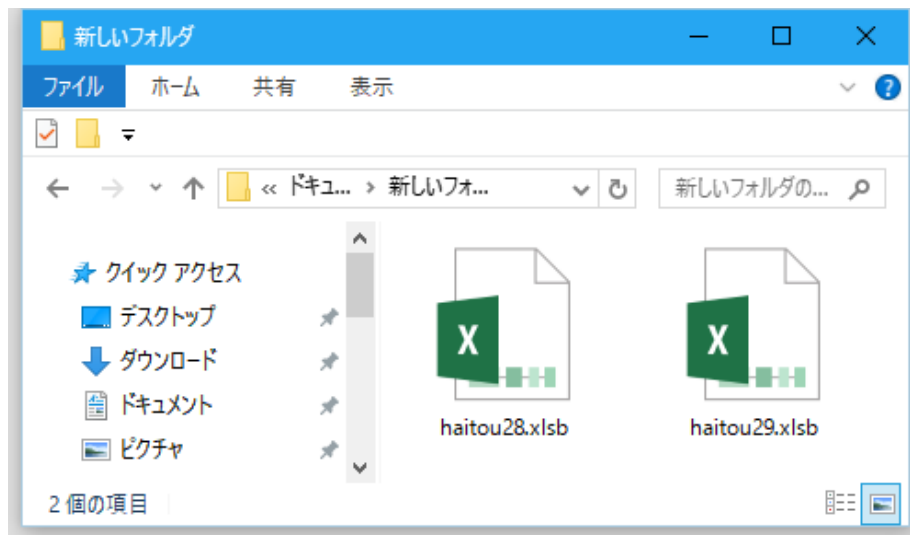 新しいフォルダ
ファイル ホーム 共有 表示
« ドキュ... › 新しいフォ... 新しいフォルダの...
クイック アクセス
デスクトップ
ダウンロード
ドキュメント
ピクチャ
haitou28.xlsb haitou29.xlsb
2 個の項目